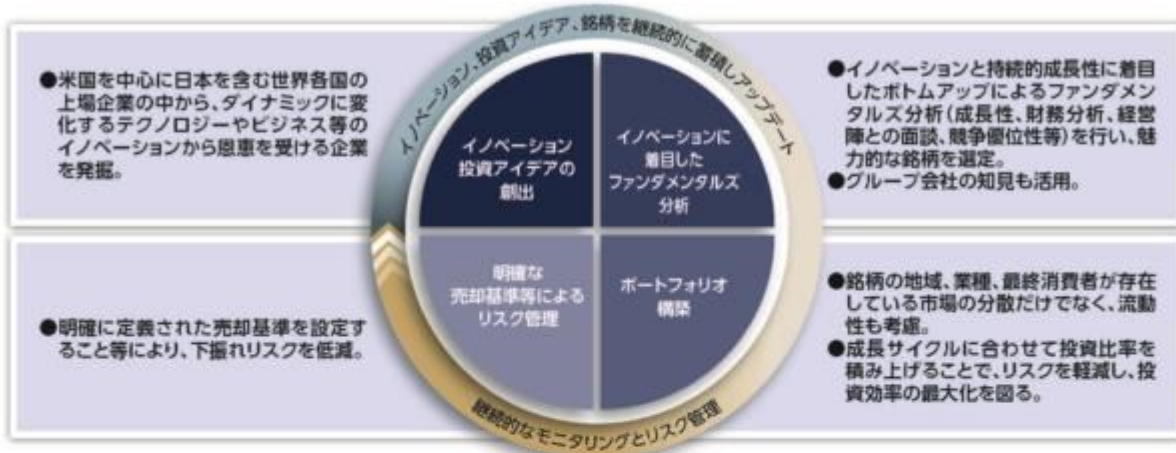 イノベーション、投資アイデア、銘柄を継続的に蓄積しアップデート
●米国を中心に日本を含む世界各国の
上場企業の中から、ダイナミックに変
化するテクノロジーやビジネス等の
イノベーションから恩恵を受ける企業
を発掘。
イノベーション
投資アイデアの
創出
イノベーションに
着目した
ファンダメンタルズ
分析
●イノベーションと持続的成長性に着目
したボトムアップによるファンダメ
ンタルズ分析(成長性、財務分析、経営
陣との面談、競争優位性等)を行い、魅
力的な銘柄を選定。
●グループ会社の知見も活用。
●明確に定義された売却基準を設定す
ること等により、下振れリスクを低減。
明確な
売却基準等による
リスク管理
ポートフォリオ
構築
●銘柄の地域、業種、最終消費者が存在
している市場の分散だけでなく、流動
性も考慮。
●成長サイクルに合わせて投資比率を
積み上げることで、リスクを軽減し、投
資効率の最大化を図る。
継続的なモニタリングとリスク管理